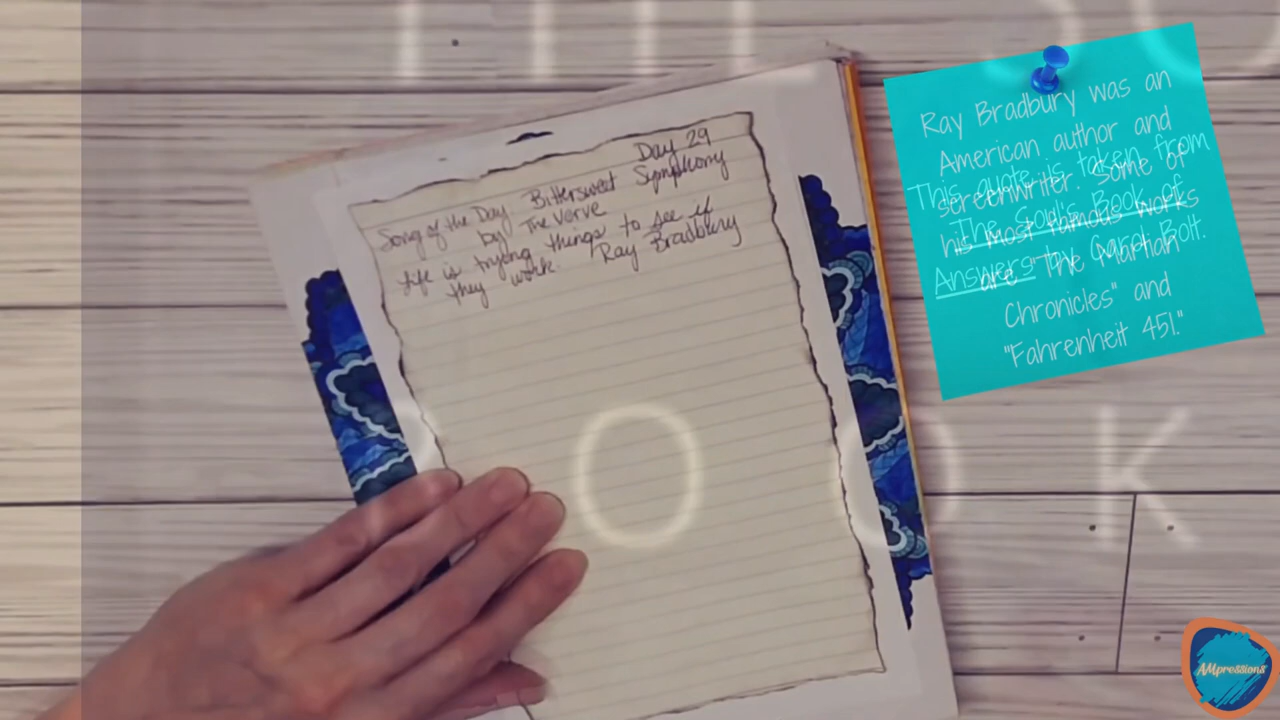 Day 29
Song of the Day Bittersweet Symphony
by The Verve
Life is trying things to see if
they work. Ray Bradbury
Ray Bradbury was an
American author and
screenwriter. Some of
his most famous works
are "The Martian
Chronicles" and
"Fahrenheit 451."
This quote is taken from
The Soul's Book of
Answers by Carol Bolt.
O O K
AMpressions